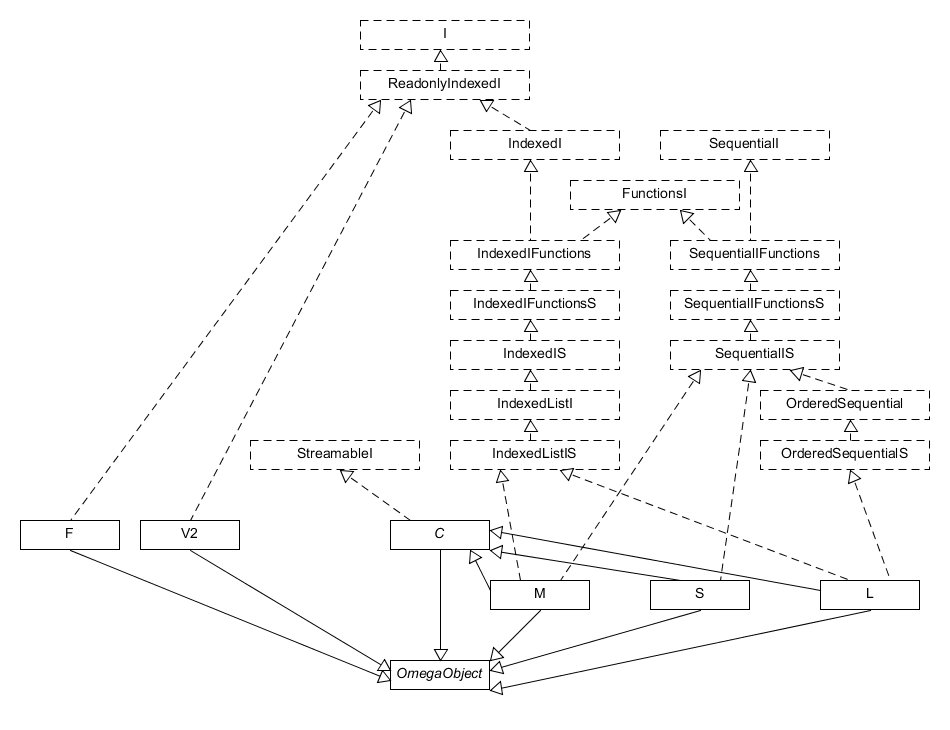 I
ReadonlyIndexedI
IndexedI
SequentialI
FunctionsI
IndexedIFunctions
SequentialIFunctions
IndexedIFunctionsS
SequentialIFunctionsS
IndexedIS
SequentialIS
IndexedListI
OrderedSequential
StreamableI
IndexedListIS
OrderedSequentialS
F
V2
C
M
S
L
OmegaObject